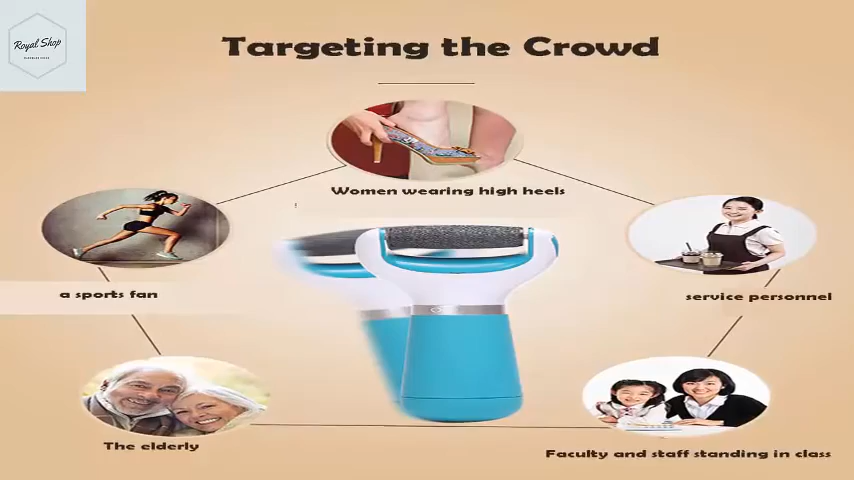 Royal Shop
Targeting the Crowd
Women wearing high heels
a sports fan
service personnel
The elderly
Faculty and staff standing in class